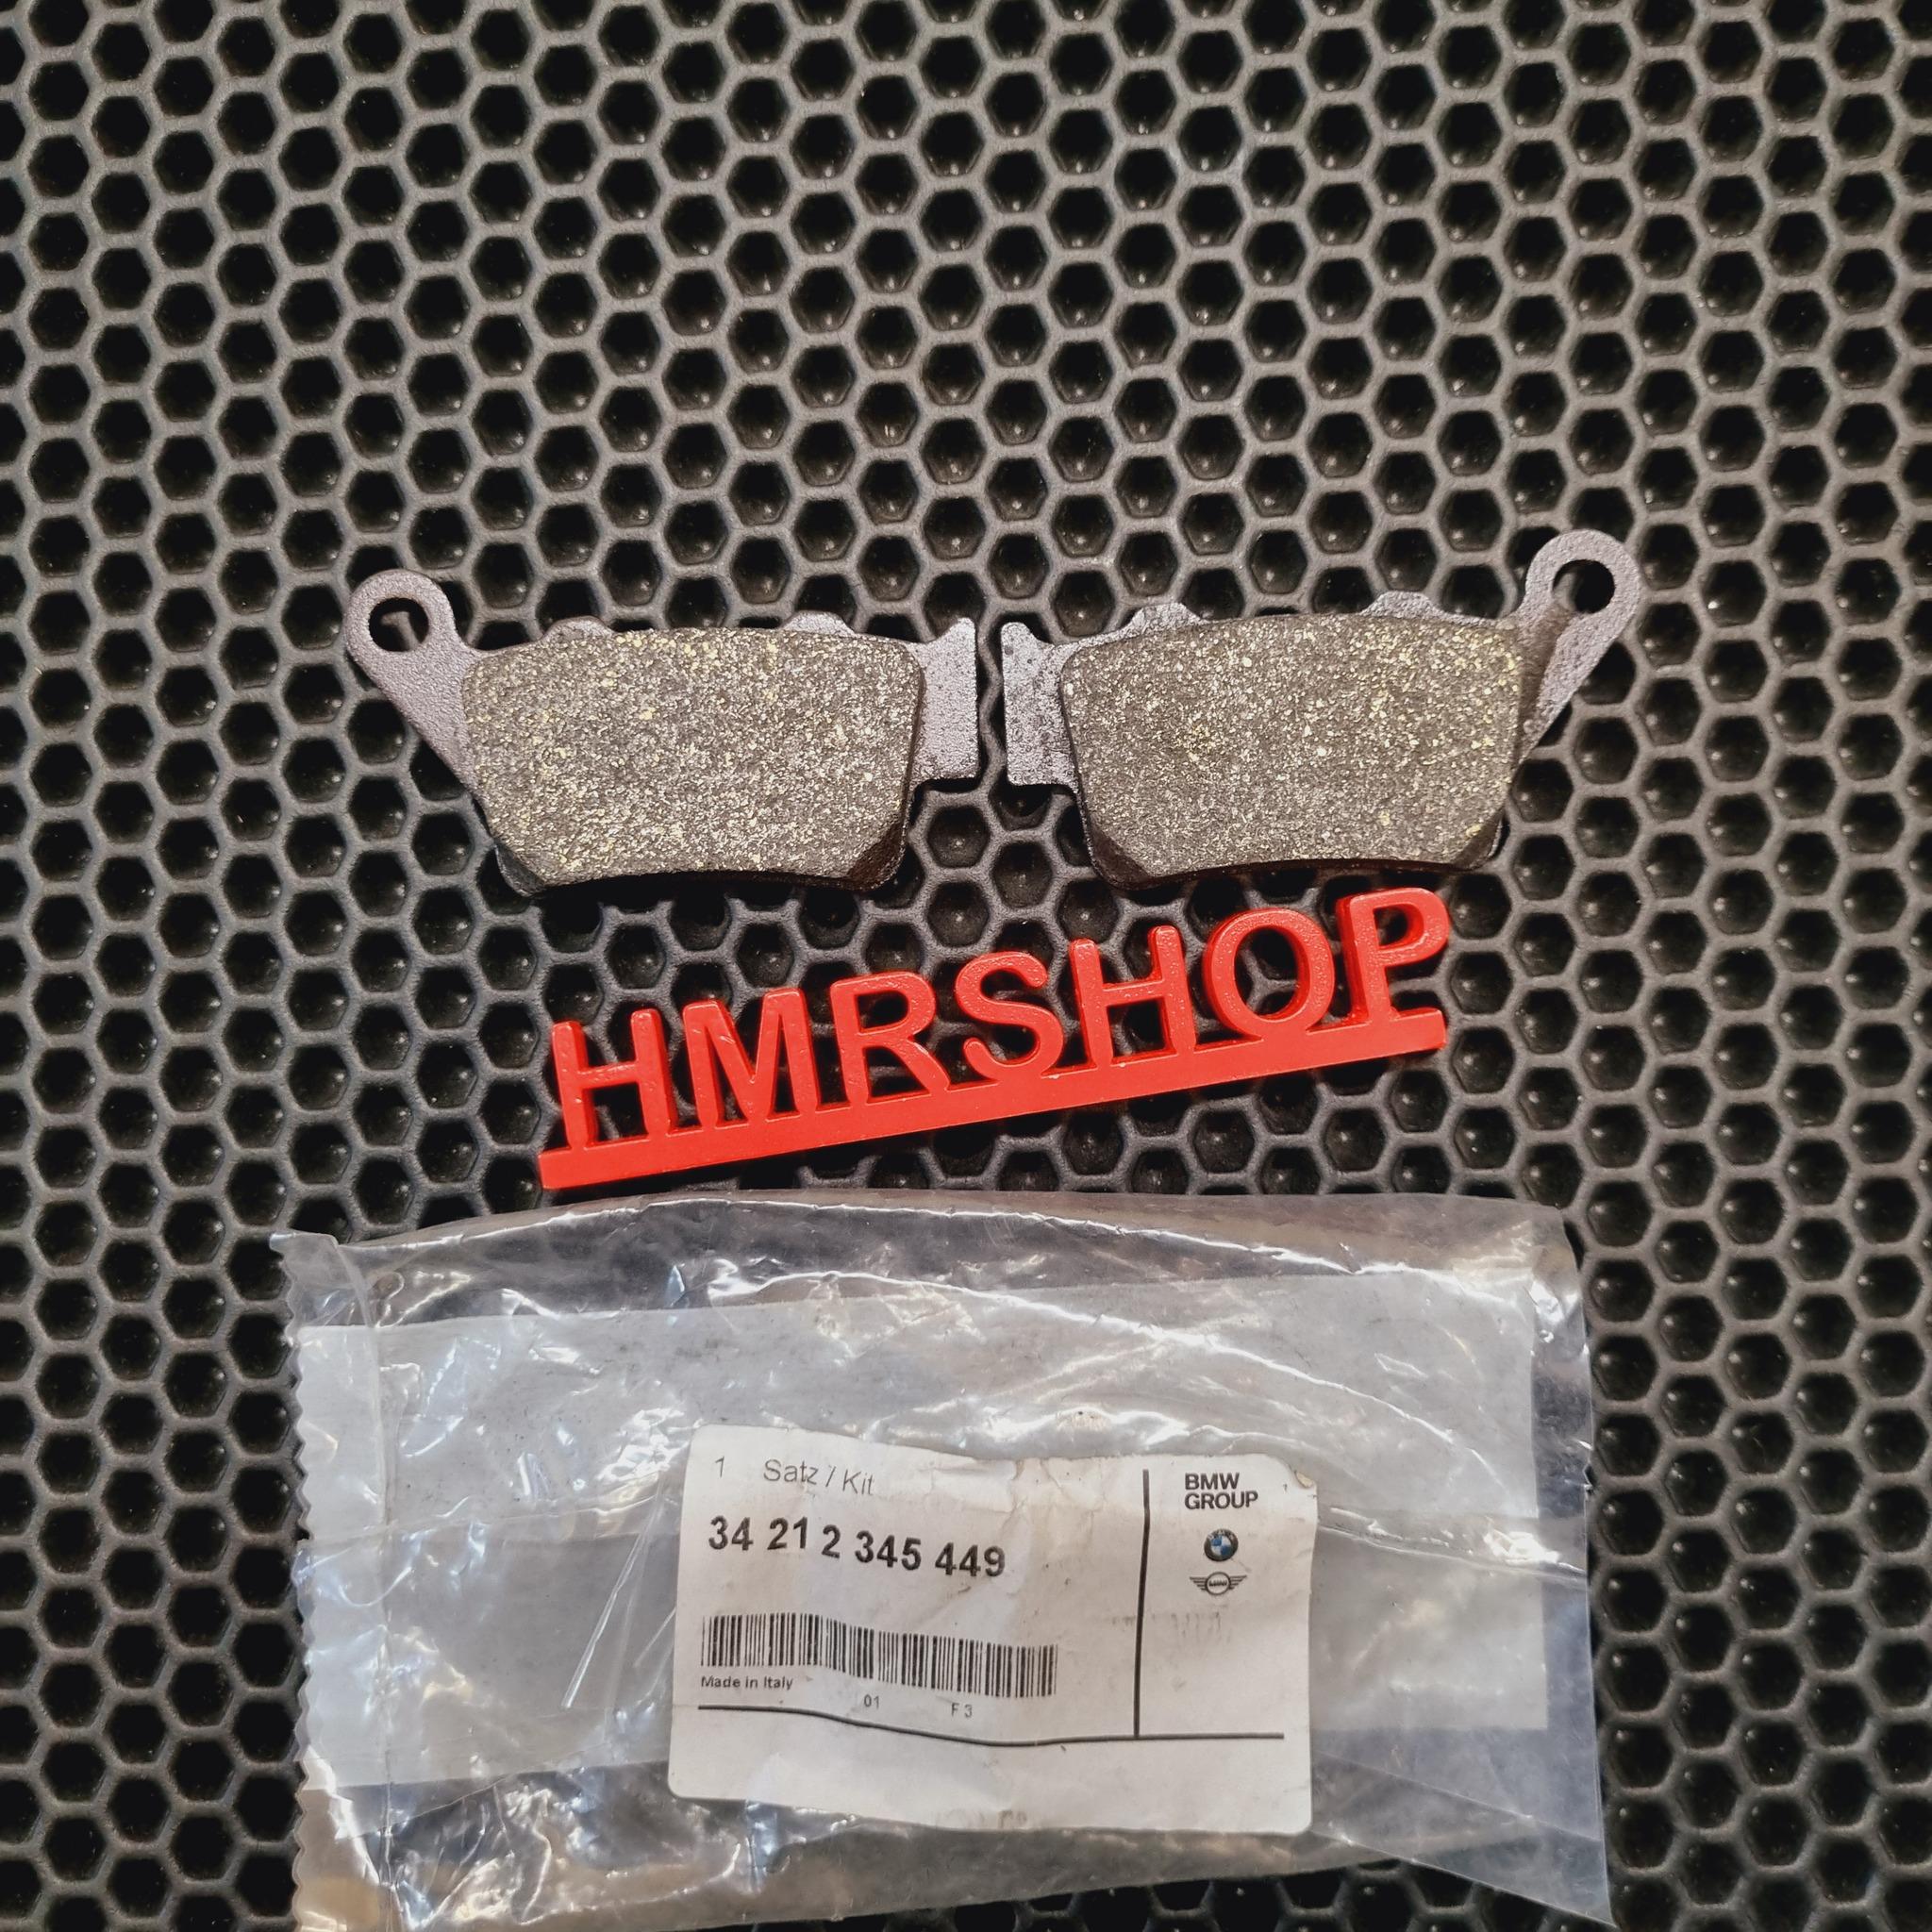 HMRSHOP
1 Satz / Kit
34 21 2 345 449
Made in Italy
01 F 3
BMW
GROUP